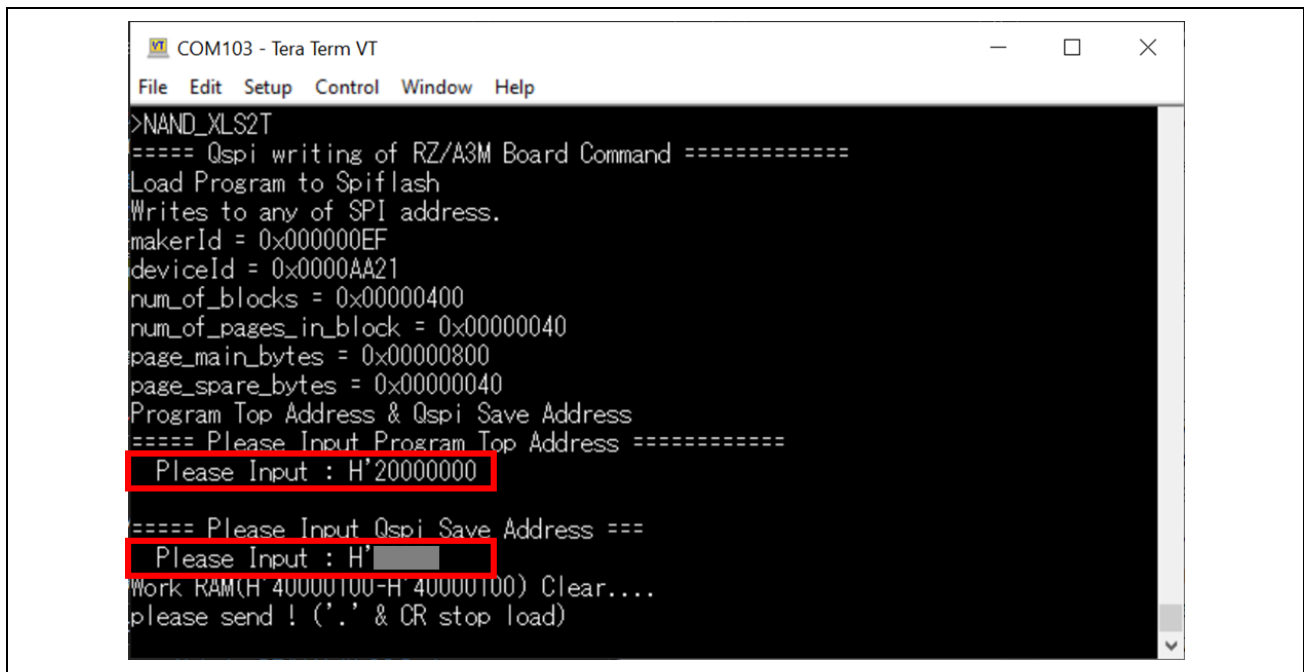 COM103 - Tera Term VT
File Edit Setup Control Window Help
>NAND_XLS2T
===== Qspi writing of RZ/A3M Board Command =============
Load Program to Spiflash
Writes to any of SPI address.
makerId = 0x000000EF
deviceId = 0x0000AA21
num_of_blocks = 0x00000400
num_of_pages_in_block = 0x00000040
page_main_bytes = 0x00000800
page_spare_bytes = 0x00000040
Program Top Address & Qspi Save Address
===== Please Input Program Top Address ============
Please Input : H'20000000
===== Please Input Qspi Save Address ===
Please Input : H'
Work RAM(H'40000100-H'40000100) Clear....
please send ! ('.' & CR stop load)